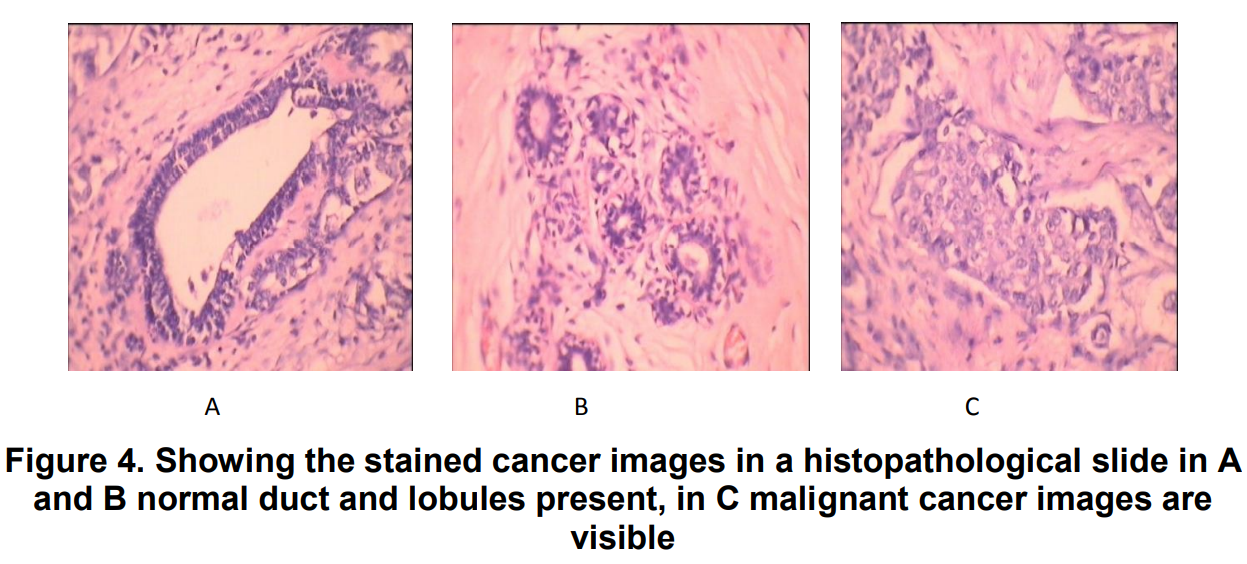 A
B
C
Figure 4. Showing the stained cancer images in a histopathological slide in A
and B normal duct and lobules present, in C malignant cancer images are
visible